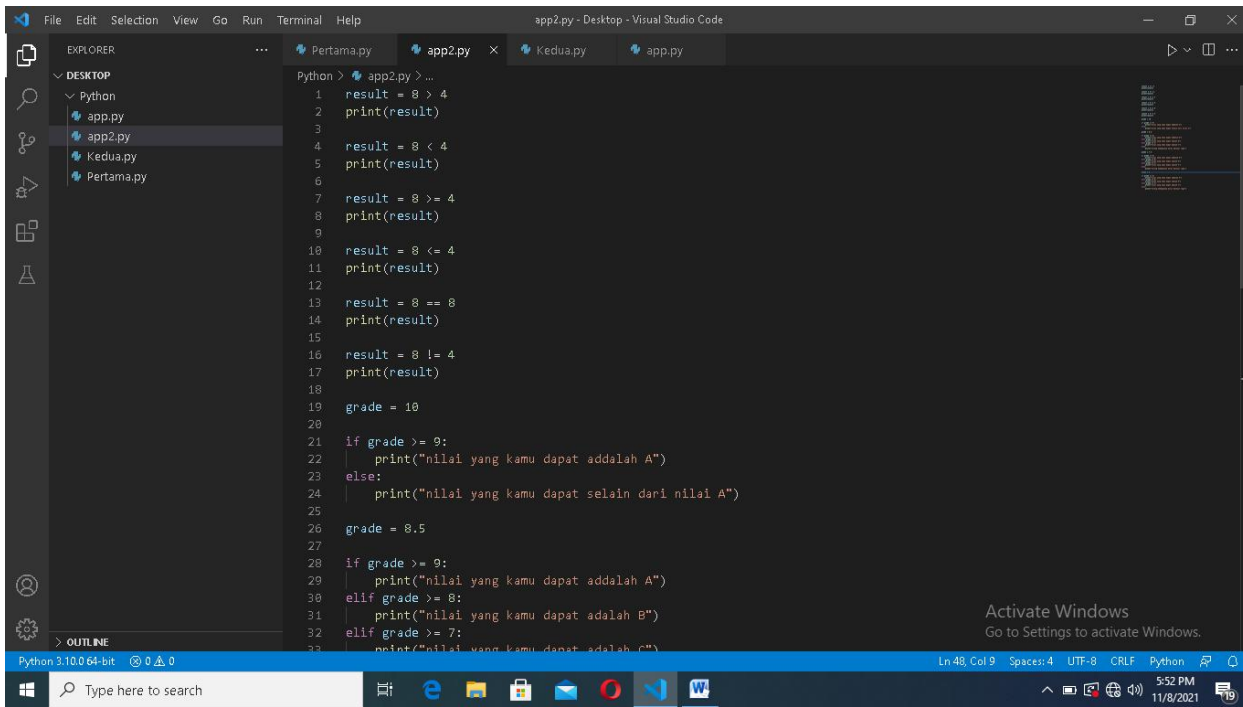 File Edit Selection View Go Run Terminal Help app2.py - Desktop - Visual Studio Code
EXPLORER ...
Pertama.py app2.py × Kedua.py app.py
DESKTOP
Python
app.py
app2.py
Kedua.py
Pertama.py
OUTLINE
Python > app2.py > ...
1 result = 8 > 4
2 print(result)
3
4 result = 8 < 4
5 print(result)
6
7 result = 8 >= 4
8 print(result)
9
10 result = 8 <= 4
11 print(result)
12
13 result = 8 == 8
14 print(result)
15
16 result = 8 != 4
17 print(result)
18
19 grade = 10
20
21 if grade >= 9:
22 print("nilai yang kamu dapat addalah A")
23 else:
24 print("nilai yang kamu dapat selain dari nilai A")
25
26 grade = 8.5
27
28 if grade >= 9:
29 print("nilai yang kamu dapat addalah A")
30 elif grade >= 8:
31 print("nilai yang kamu dapat adalah B")
32 elif grade >= 7:
33 print("nilai yang kamu dapat adalah C")
Activate Windows
Go to Settings to activate Windows.
Python 3.10.0 64-bit 0 0 Ln 48, Col 9 Spaces: 4 UTF-8 CRLF Python
Type here to search
5:52 PM
11/8/2021
19